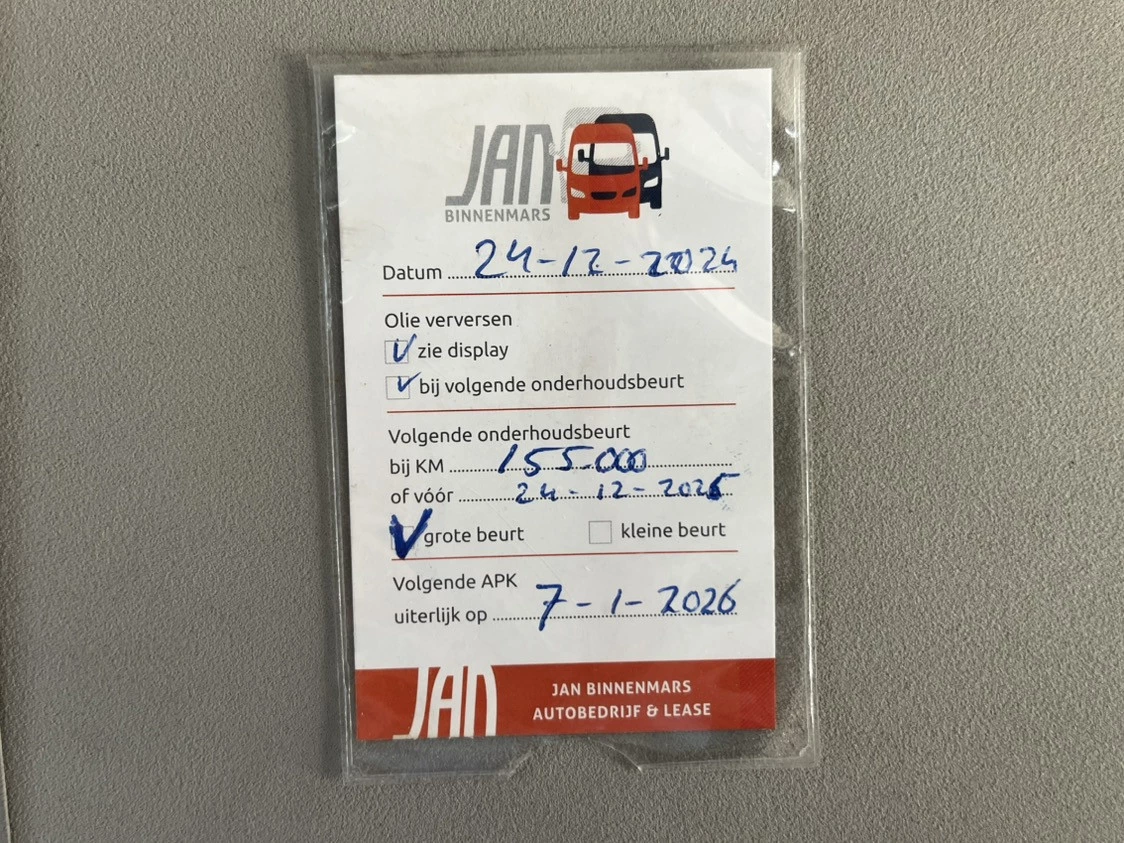 JAN
BINNENMARS
Datum 24-12-2024
Olie verversen
zie display
bij volgende onderhoudsbeurt
Volgende onderhoudsbeurt
bij KM 155.000
of vóór 24-12-2025
grote beurt kleine beurt
Volgende APK
uiterlijk op 7-1-2026
JAN
JAN BINNENMARS
AUTOBEDRIJF & LEASE